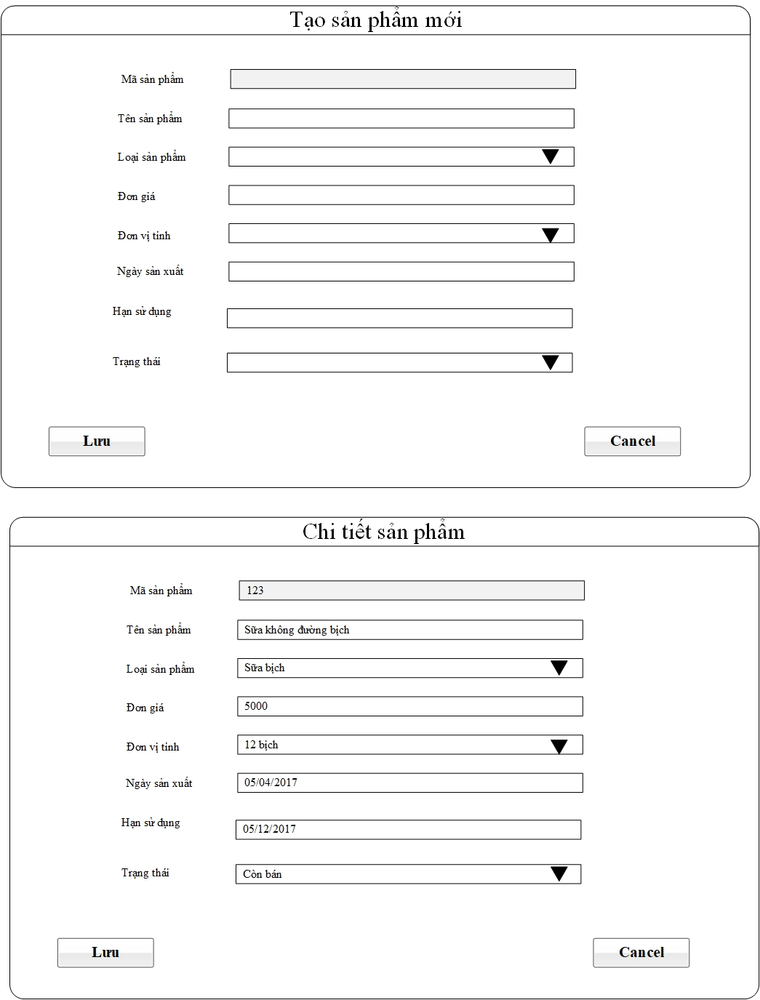 Tạo sản phẩm mới
Mã sản phẩm
Tên sản phẩm
Loại sản phẩm
Đơn giá
Đơn vị tính
Ngày sản xuất
Hạn sử dụng
Trạng thái
Lưu Cancel
Chi tiết sản phẩm
Mã sản phẩm 123
Tên sản phẩm Sữa không đường bịch
Loại sản phẩm Sữa bịch
Đơn giá 5000
Đơn vị tính 12 bịch
Ngày sản xuất 05/04/2017
Hạn sử dụng 05/12/2017
Trạng thái Còn bán
Lưu Cancel